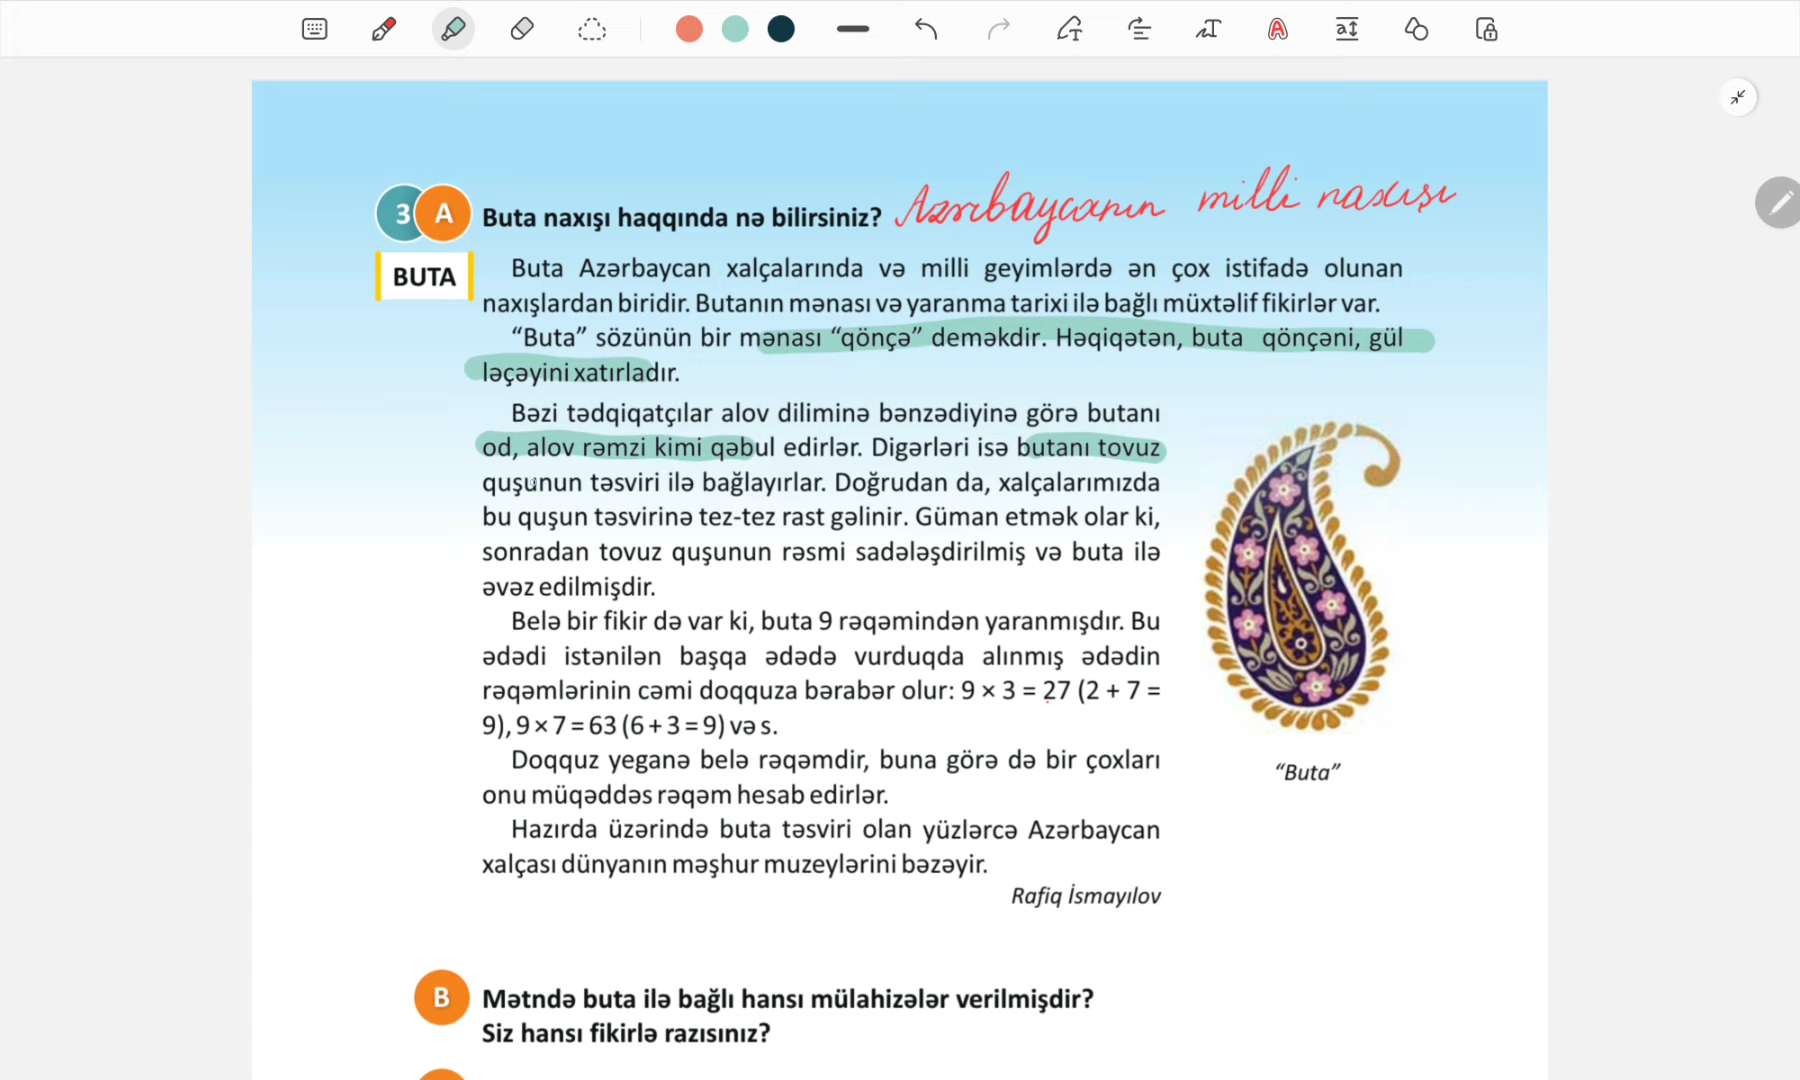 3 A Buta naxışı haqqında nə bilirsiniz? Azərbaycanın milli naxışı
BUTA
Buta Azərbaycan xalçalarında və milli geyimlərdə ən çox istifadə olunan
naxışlardan biridir. Butanın mənası və yaranma tarixi ilə bağlı müxtəlif fikirlər var.
“Buta” sözünün bir mənası “qönçə” deməkdir. Həqiqətən, buta qönçəni, gül
ləçəyini xatırladır.
Bəzi tədqiqatçılar alov diliminə bənzədiyinə görə butanı
od, alov rəmzi kimi qəbul edirlər. Digərləri isə butanı tovuz
quşunun təsviri ilə bağlayırlar. Doğrudan da, xalçalarımızda
bu quşun təsvirinə tez-tez rast gəlinir. Güman etmək olar ki,
sonradan tovuz quşunun rəsmi sadələşdirilmiş və buta ilə
əvəz edilmişdir.
Belə bir fikir də var ki, buta 9 rəqəmindən yaranmışdır. Bu
ədədi istənilən başqa ədədə vurduqda alınmış ədədin
rəqəmlərinin cəmi doqquza bərabər olur: 9 × 3 = 27 (2 + 7 =
9), 9 × 7 = 63 (6 + 3 = 9) və s.
Doqquz yeganə belə rəqəmdir, buna görə də bir çoxları
onu müqəddəs rəqəm hesab edirlər.
Hazırda üzərində buta təsviri olan yüzlərcə Azərbaycan
xalçası dünyanın məşhur muzeylərini bəzəyir.
Rafiq İsmayılov
“Buta”
B Mətndə buta ilə bağlı hansı mülahizələr verilmişdir?
Siz hansı fikirlə razısınız?